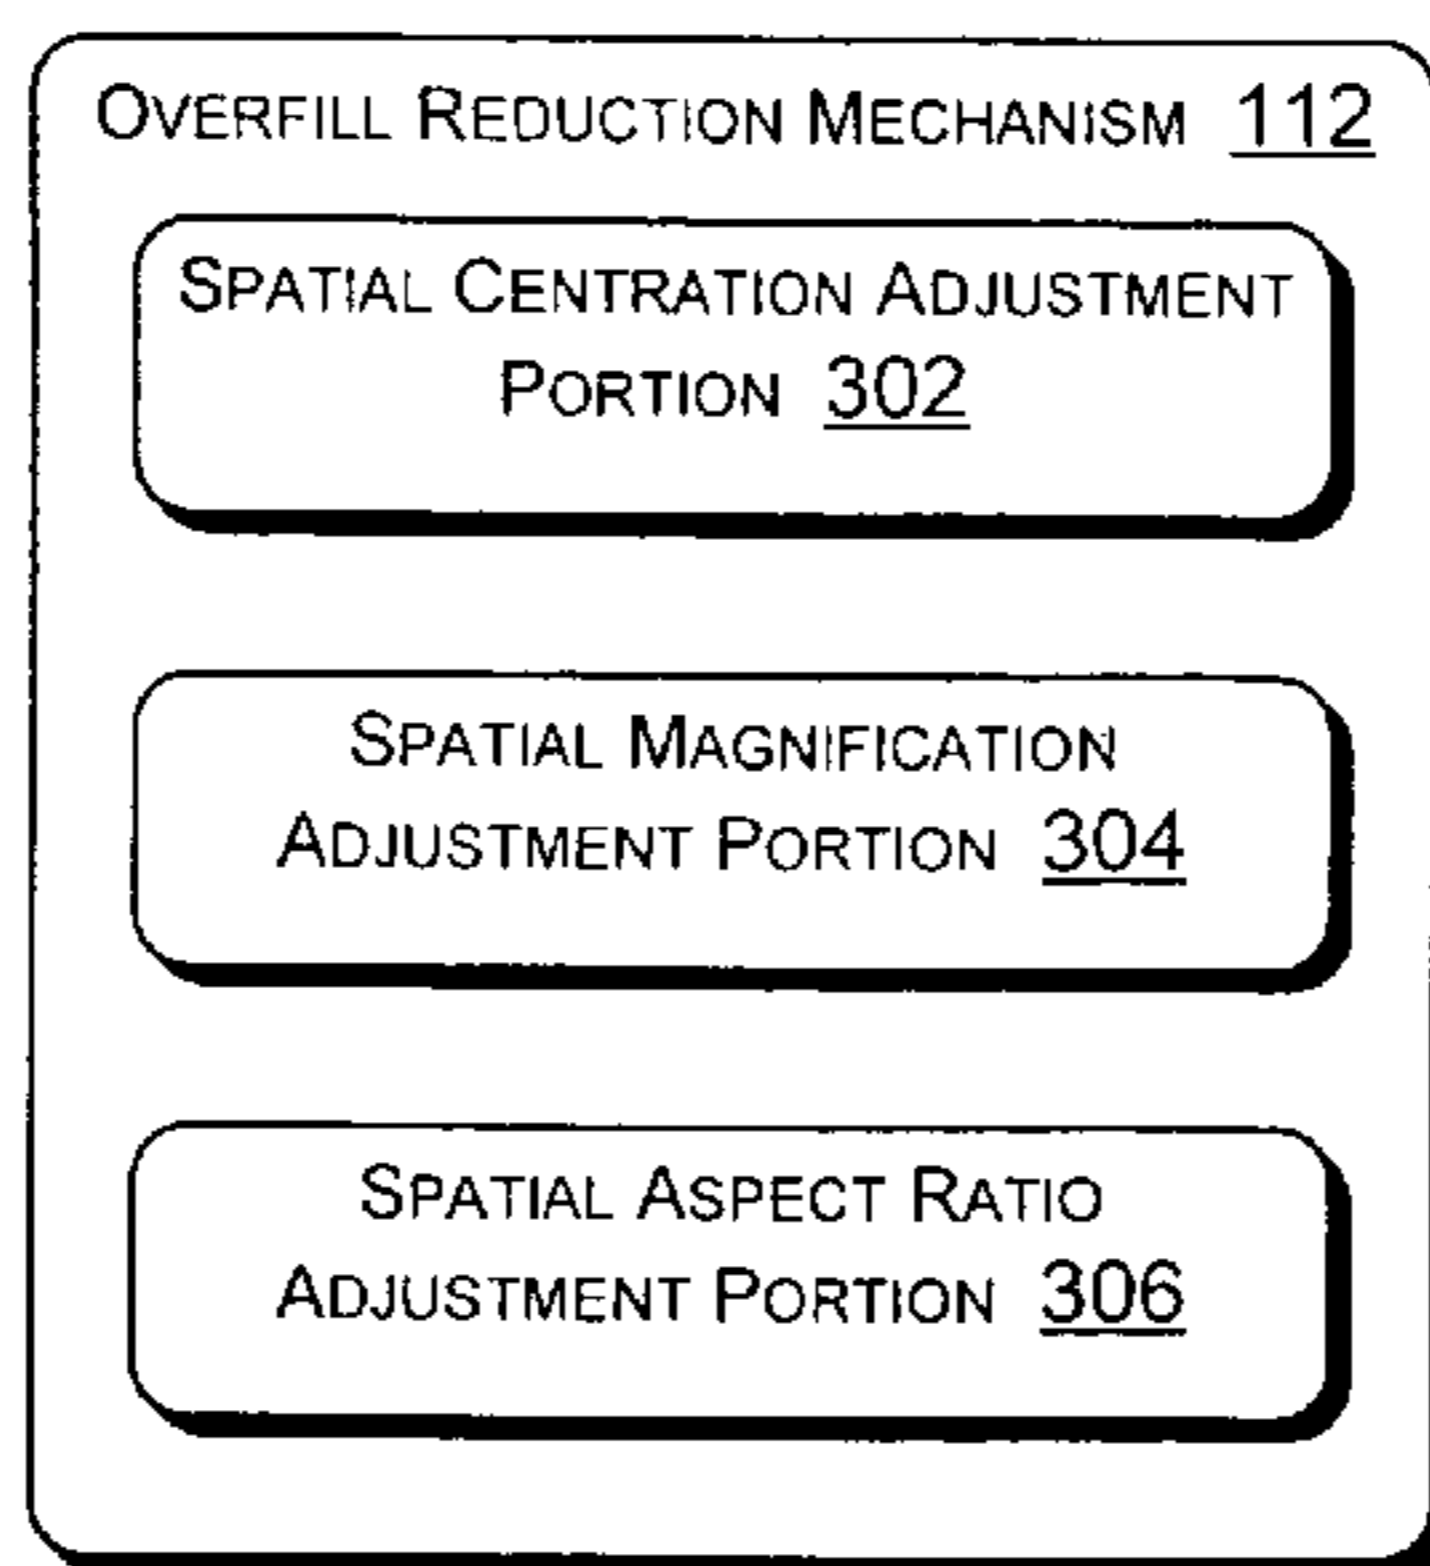 OVERFILL REDUCTION MECHANISM 112
SPATIAL CENTRATION ADJUSTMENT
PORTION 302
SPATIAL MAGNIFICATION
ADJUSTMENT PORTION 304
SPATIAL ASPECT RATIO
ADJUSTMENT PORTION 306